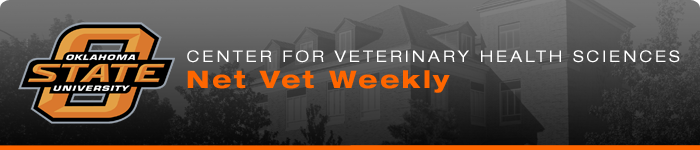 OKLAHOMA
STATE
UNIVERSITY
CENTER FOR VETERINARY HEALTH SCIENCES
Net Vet Weekly